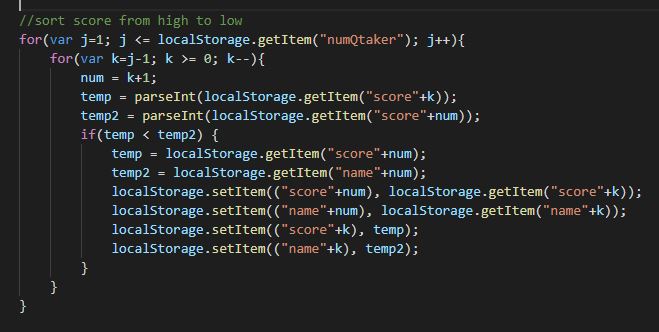 //sort score from high to low
for(var j=1; j <= localStorage.getItem("numQtaker"); j++){
    for(var k=j-1; k >= 0; k--){
        num = k+1;
        temp = parseInt(localStorage.getItem("score"+k));
        temp2 = parseInt(localStorage.getItem("score"+num));
        if(temp < temp2) {
            temp = localStorage.getItem("score"+num);
            temp2 = localStorage.getItem("name"+num);
            localStorage.setItem(("score"+num), localStorage.getItem("score"+k));
            localStorage.setItem(("name"+num), localStorage.getItem("name"+k));
            localStorage.setItem(("score"+k), temp);
            localStorage.setItem(("name"+k), temp2);
        }
    }
}